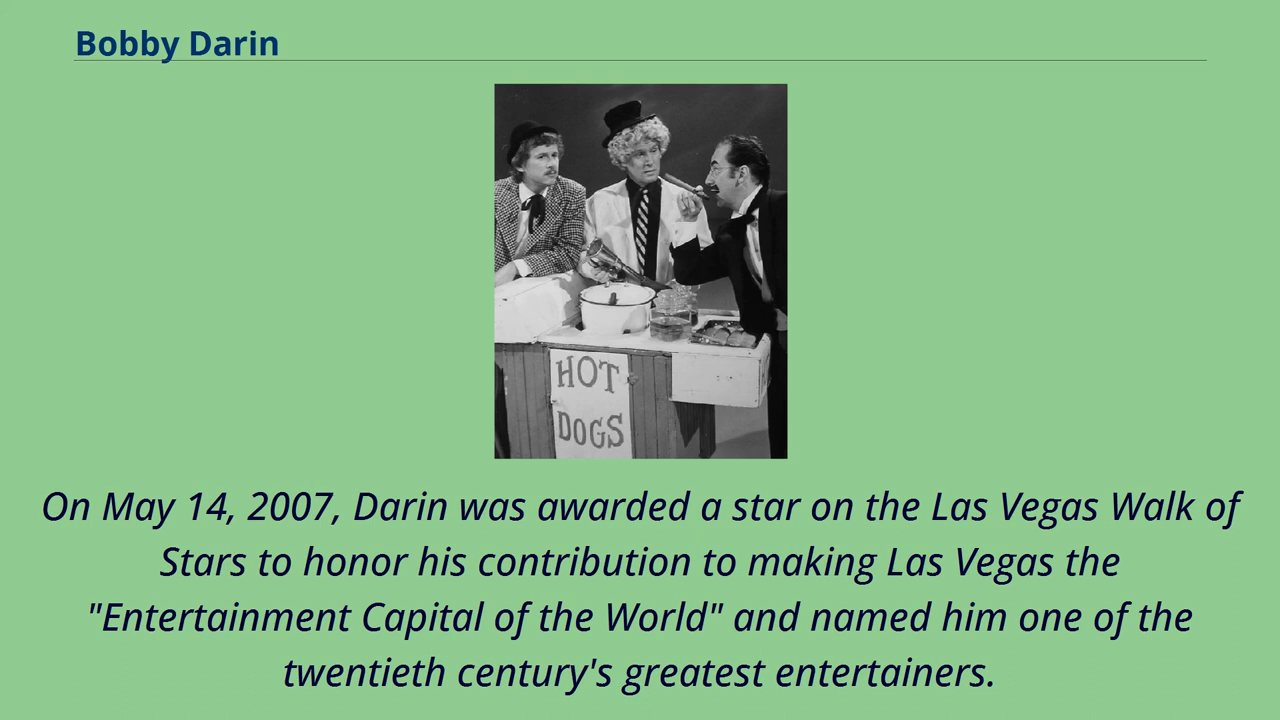 Bobby Darin
HOT
DOGS
On May 14, 2007, Darin was awarded a star on the Las Vegas Walk of
Stars to honor his contribution to making Las Vegas the
"Entertainment Capital of the World" and named him one of the
twentieth century's greatest entertainers.